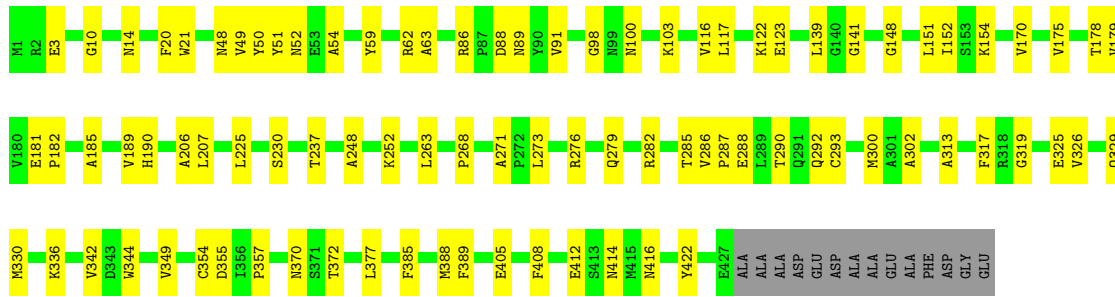 M1 R2 E3 G10 N14 F20 W21 N48 V49 Y50 Y51 N52 E53 A54 Y59 R62 A63 R86 P87 D88 N89 Y90 V91 G98 N99 N100 K103 V116 L117 K122 E123 L139 G140 G141 G148 L151 I152 S153 K154 V170 V175 T178 V179
V180 E181 P182 A185 V189 H190 A206 L207 L225 S230 T237 A248 K252 L263 P268 A271 P272 L273 R276 Q279 R282 T285 V286 P287 E288 L289 T290 Q291 Q292 C293 M300 A301 A302 A313 F317 R318 G319 E325 V326
M330 K336 V342 D343 W344 V349 C354 D355 I356 P357 N370 S371 T372 L377 F385 M388 F389 E405 F408 E412 S413 N414 M415 N416 Y422 E427 ALA ALA ALA ASP GLU ASP ALA ALA GLU ALA PHE ASP GLY GLU